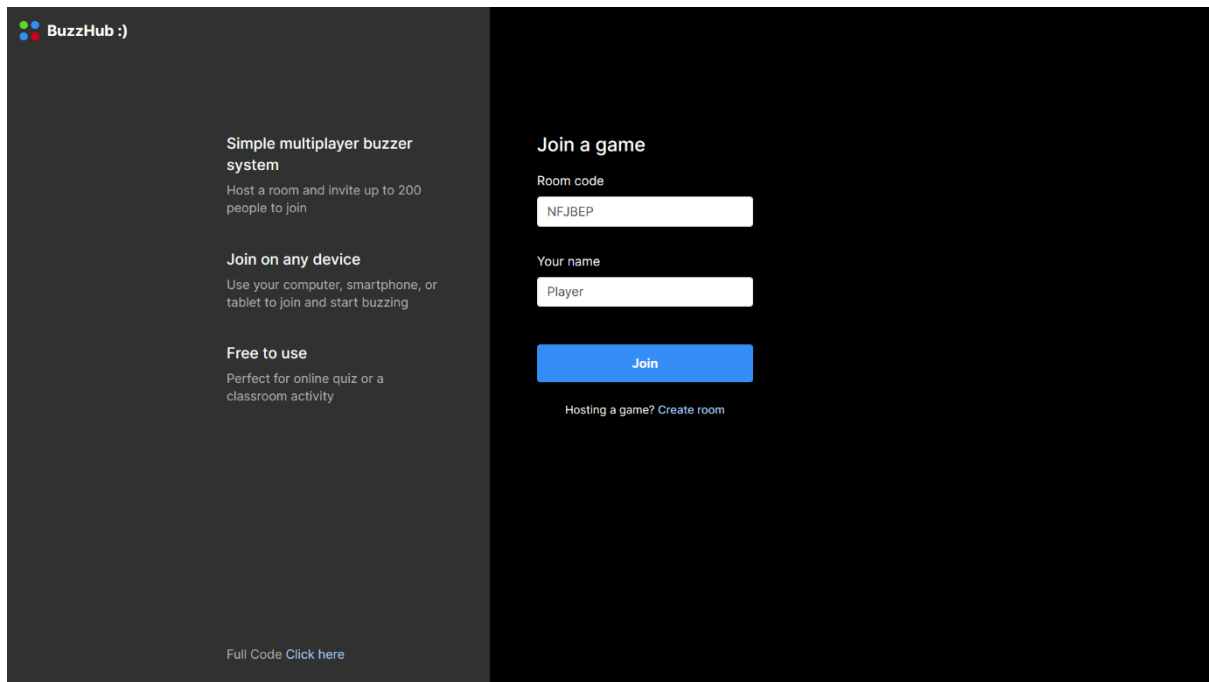 BuzzHub :)
Simple multiplayer buzzer
system
Host a room and invite up to 200
people to join
Join on any device
Use your computer, smartphone, or
tablet to join and start buzzing
Free to use
Perfect for online quiz or a
classroom activity
Full Code Click here
Join a game
Room code
NFJBEP
Your name
Player
Join
Hosting a game? Create room